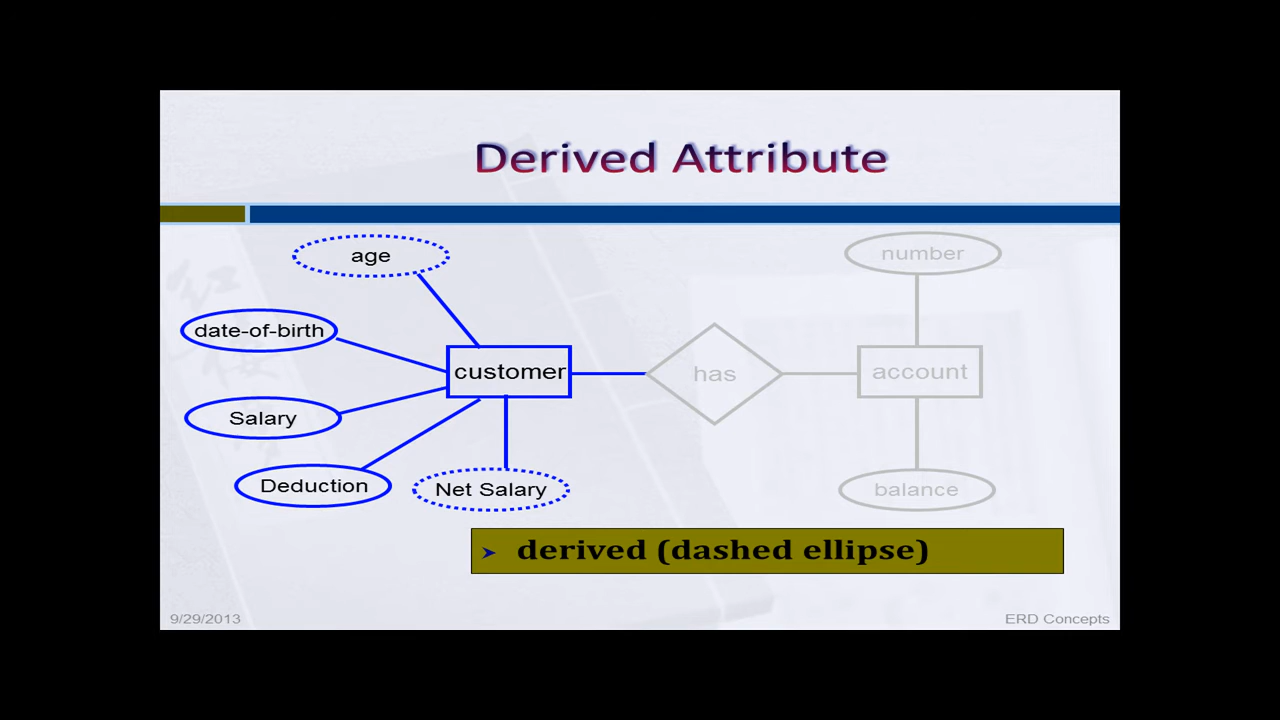 Derived Attribute
age
number
date-of-birth
customer
has
account
Salary
Deduction
Net Salary
balance
➤ derived (dashed ellipse)
9/29/2013
ERD Concepts